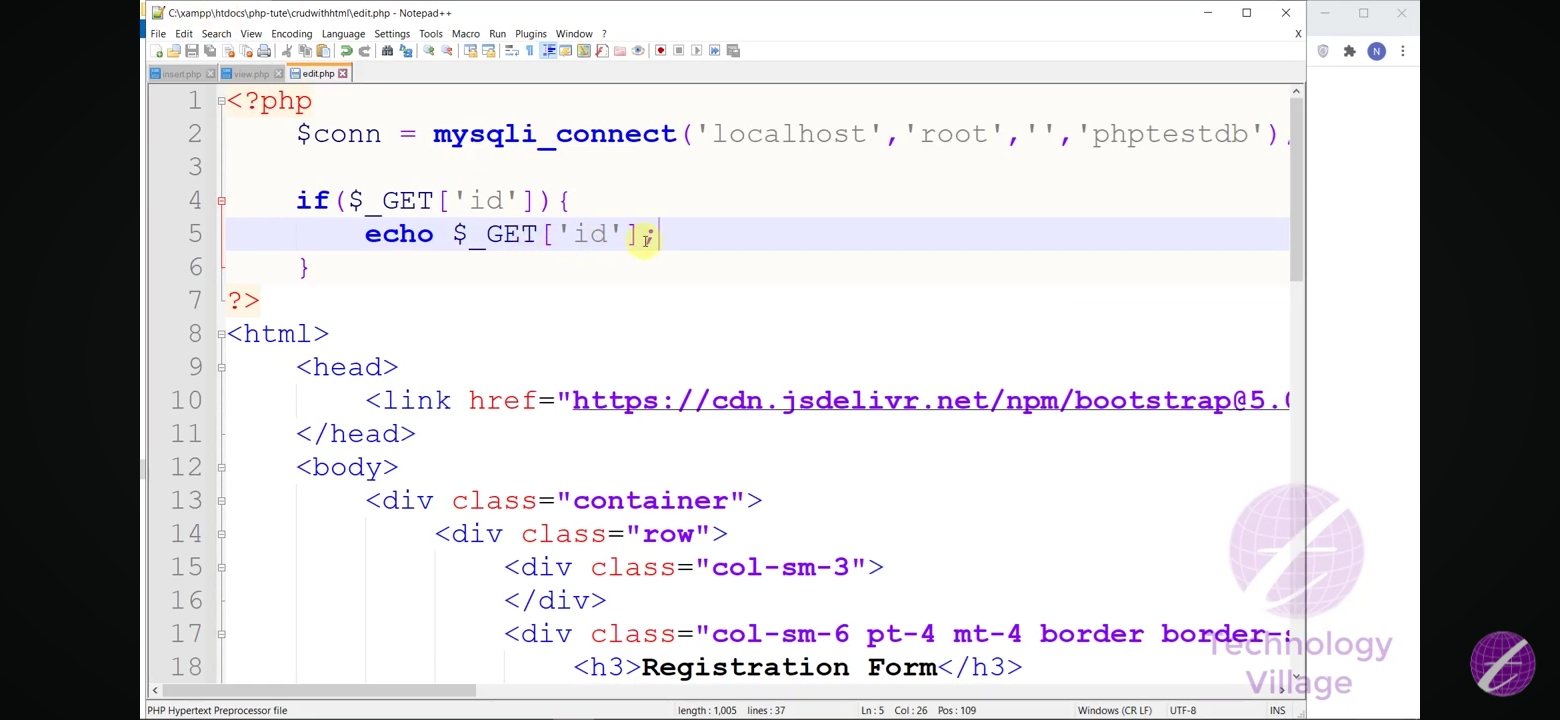 C:\xampp\htdocs\php-tute\crudwithhtml\edit.php - Notepad++
File Edit Search View Encoding Language Settings Tools Macro Run Plugins Window ? X
insert.php view.php edit.php
N
1 <?php
2 $conn = mysqli_connect('localhost','root','','phptestdb')
3
4 if($_GET['id']){
5 echo $_GET['id'];
6 }
7 ?>
8 <html>
9 <head>
10 <link href="https://cdn.jsdelivr.net/npm/bootstrap@5.
11 </head>
12 <body>
13 <div class="container">
14 <div class="row">
15 <div class="col-sm-3">
16 </div>
17 <div class="col-sm-6 pt-4 mt-4 border border-
18 <h3>Registration Form</h3>
Technology
Village
PHP Hypertext Preprocessor file length : 1,005 lines : 37 Ln : 5 Col : 26 Pos : 109 Windows (CR LF) UTF-8 INS